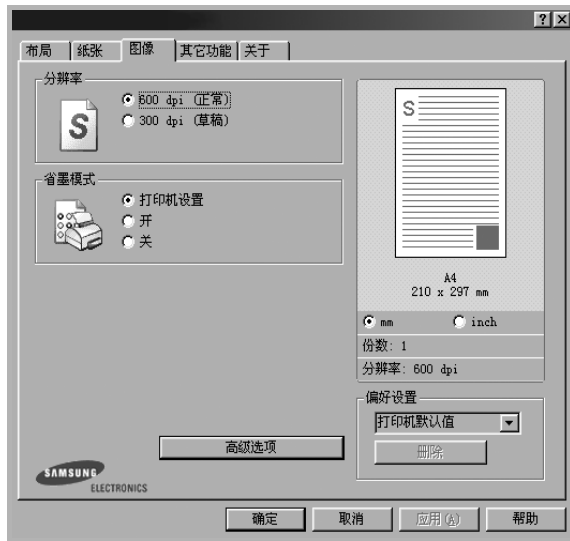 布局 纸张 图像 其它功能 关于
分辨率
600 dpi (正常)
300 dpi (草稿)
S
省墨模式
打印机设置
开
关
S
A4
210 x 297 mm
mm inch
份数: 1
分辨率: 600 dpi
偏好设置
打印机默认值
删除
高级选项
SAMSUNG
ELECTRONICS
确定 取消 应用(A) 帮助